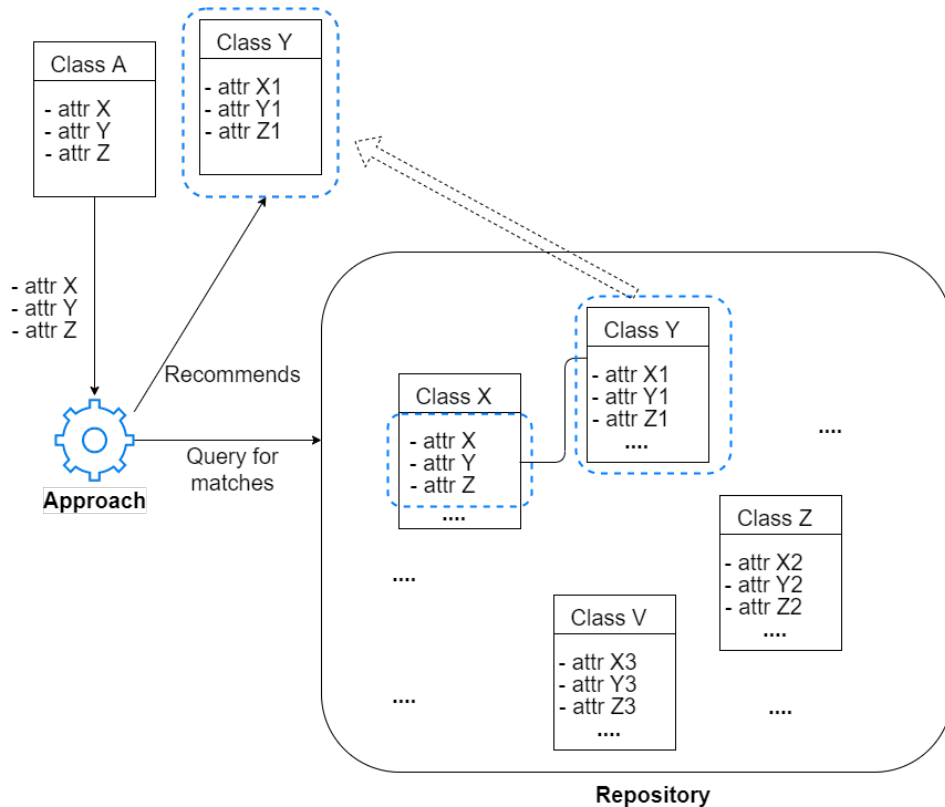 Class A
- attr X
- attr Y
- attr Z
Class Y
- attr X1
- attr Y1
- attr Z1
- attr X
- attr Y
- attr Z
Recommends
Query for
matches
Approach
Class X
- attr X
- attr Y
- attr Z
....
Class Y
- attr X1
- attr Y1
- attr Z1
....
....
Class Z
- attr X2
- attr Y2
- attr Z2
....
....
Class V
- attr X3
- attr Y3
- attr Z3
....
....
....
Repository